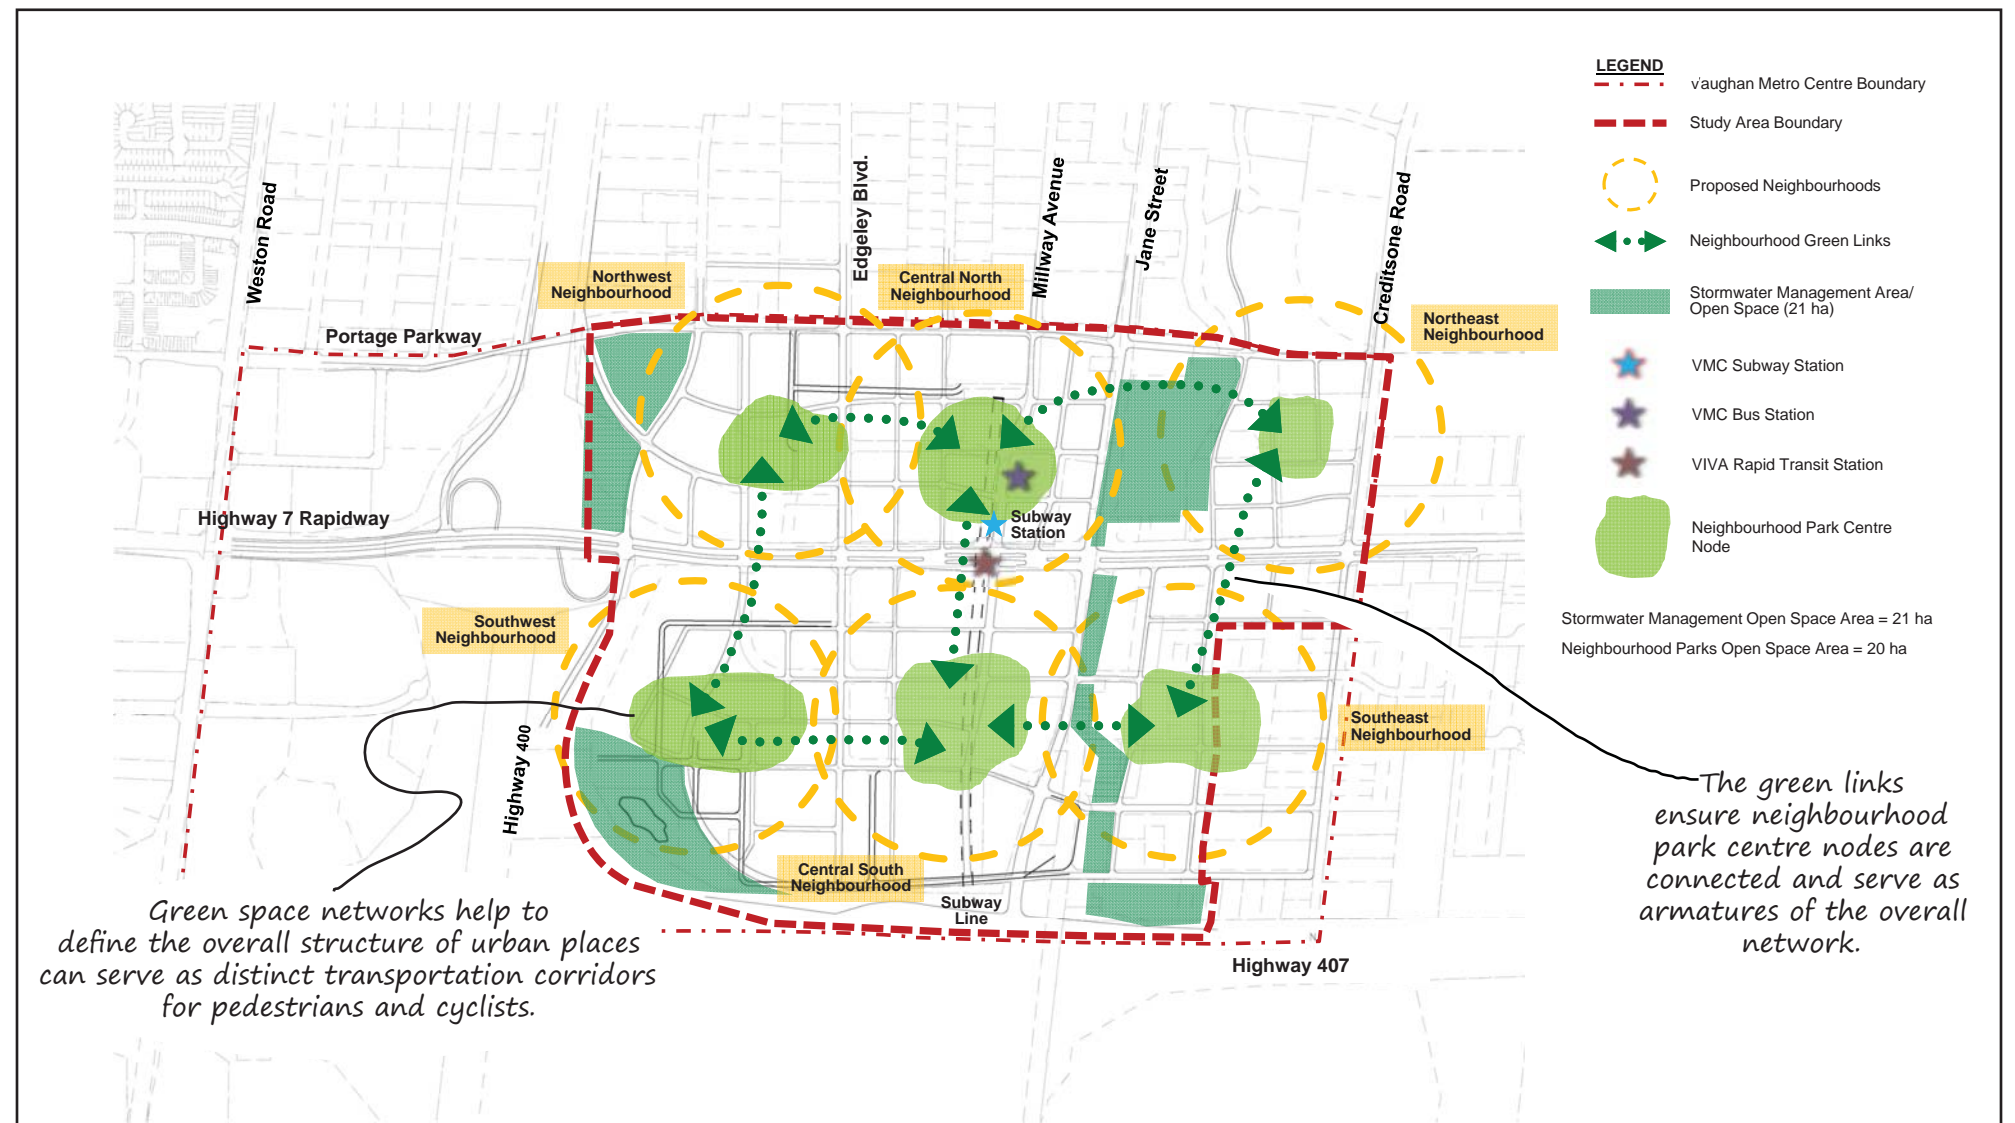 LEGEND
v'aughan Metro Centre Boundary
Study Area Boundary
Proposed Neighbourhoods
Neighbourhood Green Links
Stormwater Management Area/
Open Space (21 ha)
VMC Subway Station
VMC Bus Station
VIVA Rapid Transit Station
Neighbourhood Park Centre
Node
Stormwater Management Open Space Area = 21 ha
Neighbourhood Parks Open Space Area = 20 ha
Weston Road
Edgeley Blvd.
Millway Avenue
Jane Street
Creditsone Road
Northwest
Neighbourhood
Central North
Neighbourhood
Northeast
Neighbourhood
Portage Parkway
Highway 7 Rapidway
Subway
Station
Southwest
Neighbourhood
Southeast
Neighbourhood
Highway 400
Central South
Neighbourhood
Subway
Line
Highway 407
Green space networks help to
define the overall structure of urban places
can serve as distinct transportation corridors
for pedestrians and cyclists.
The green links
ensure neighbourhood
park centre nodes are
connected and serve as
armatures of the overall
network.